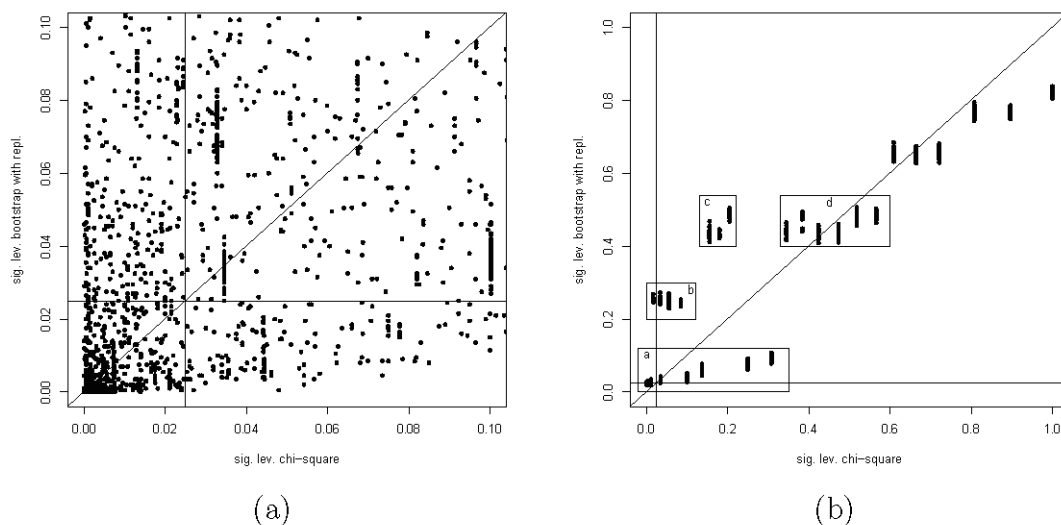 0.00 0.02 0.04 0.06 0.08 0.10
sig. lev. bootstrap with repl.
0.00 0.02 0.04 0.06 0.08 0.10
sig. lev. chi-square
(a)
0.0 0.2 0.4 0.6 0.8 1.0
sig. lev. bootstrap with repl.
c
d
b
a
0.0 0.2 0.4 0.6 0.8 1.0
sig. lev. chi-square
(b)